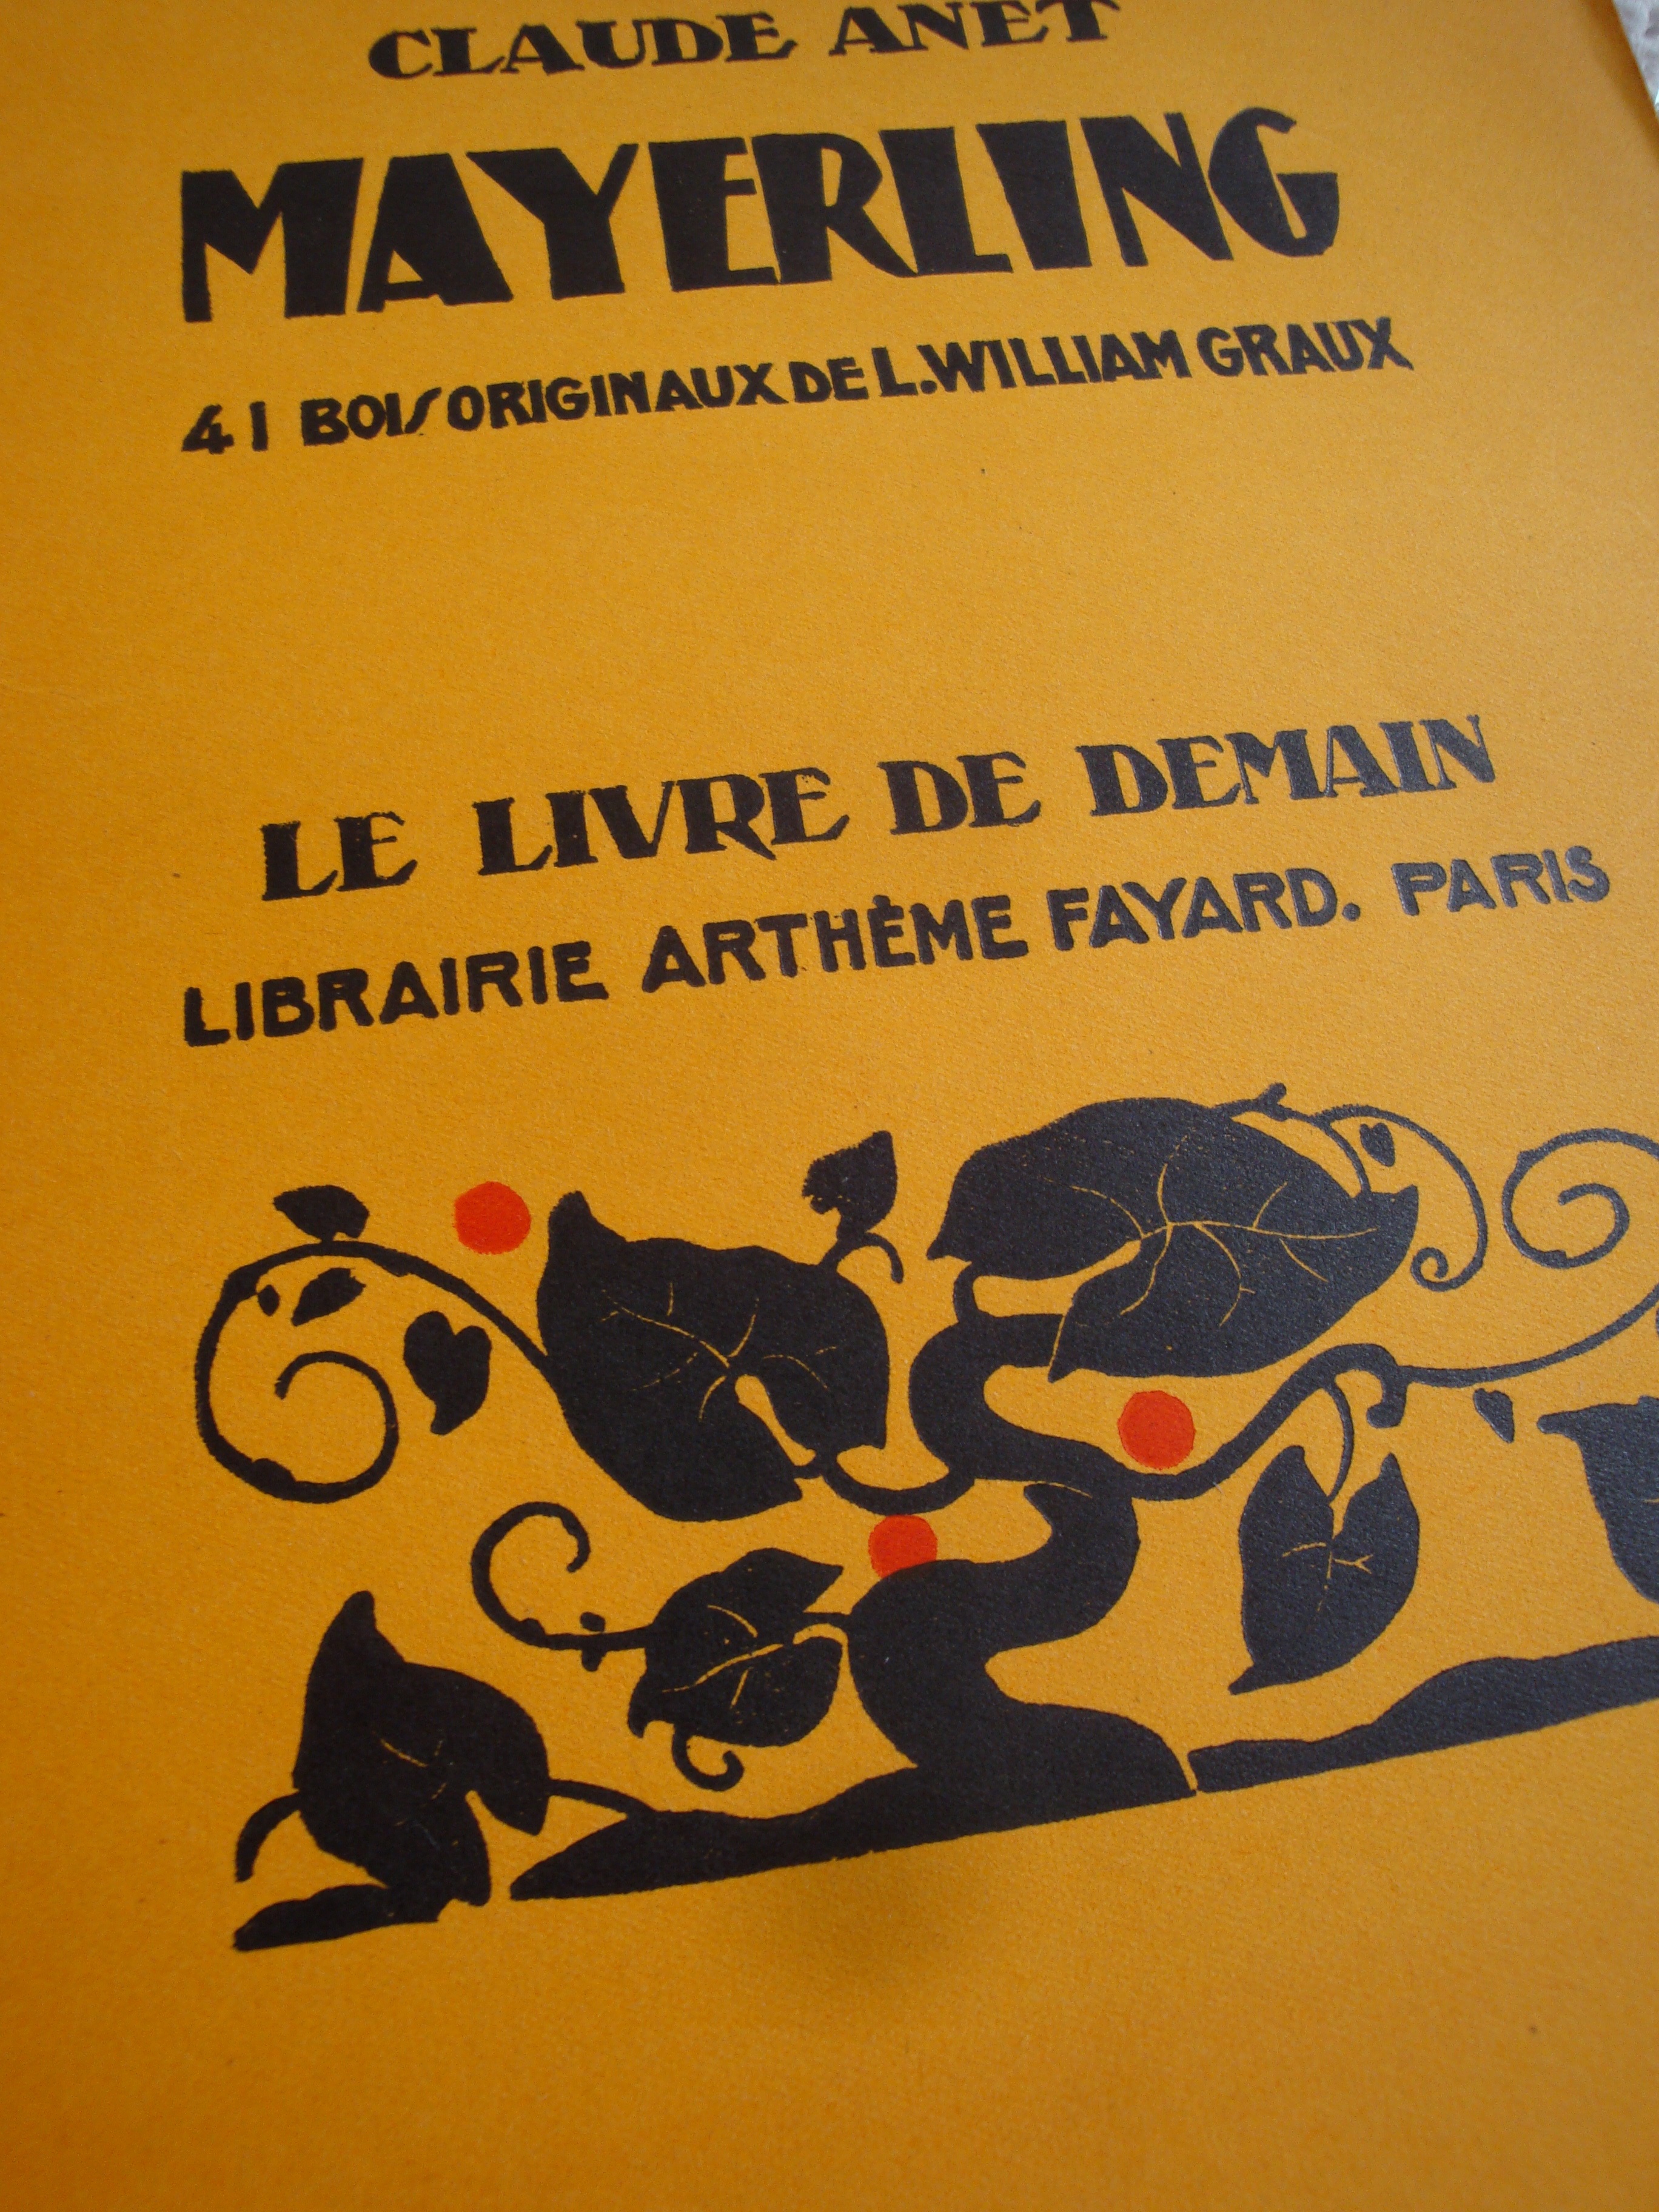 CLAUDE ANET
MAYERLING
41 BOIS ORIGINAUX DE L. WILLIAM GRAUX
LE LIVRE DE DEMAIN
LIBRAIRIE ARTHÈME FAYARD. PARIS